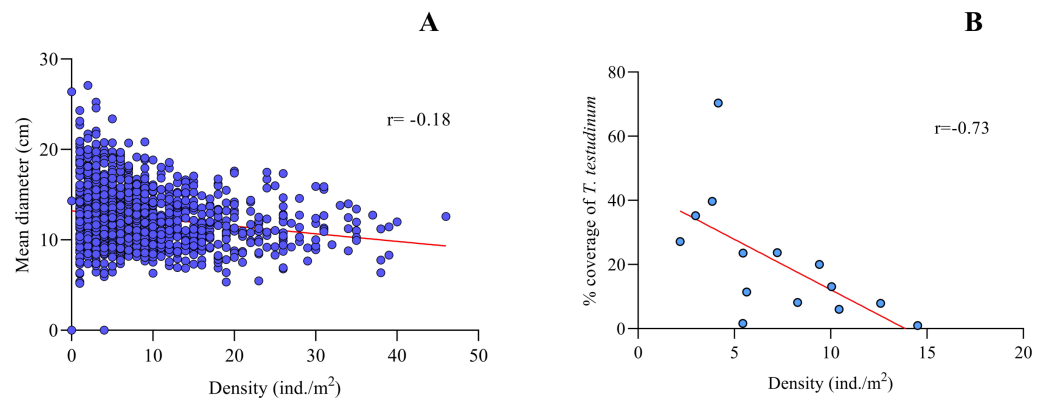 A
Mean diameter (cm)
30
20
10
0
r= -0.18
0 10 20 30 40 50
Density (ind./m²)
B
% coverage of T. testudinum
80
60
40
20
0
r=-0.73
0 5 10 15 20
Density (ind./m²)